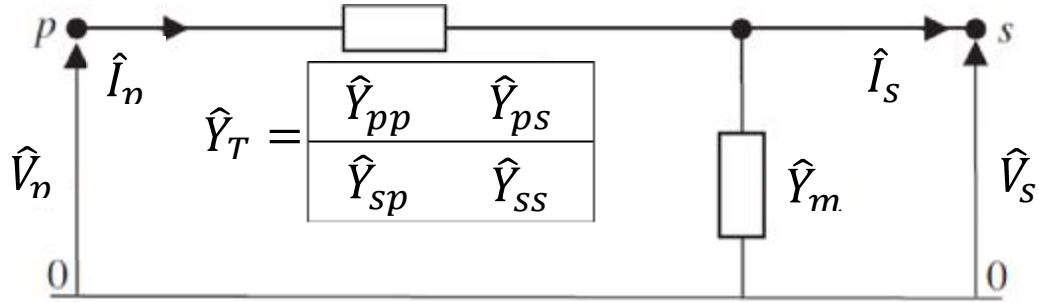 p s
Î_p Î_s
Ŷ_T = Ŷ_pp Ŷ_ps
Ŷ_sp Ŷ_ss
V̂_p Ŷ_m V̂_s
0 0